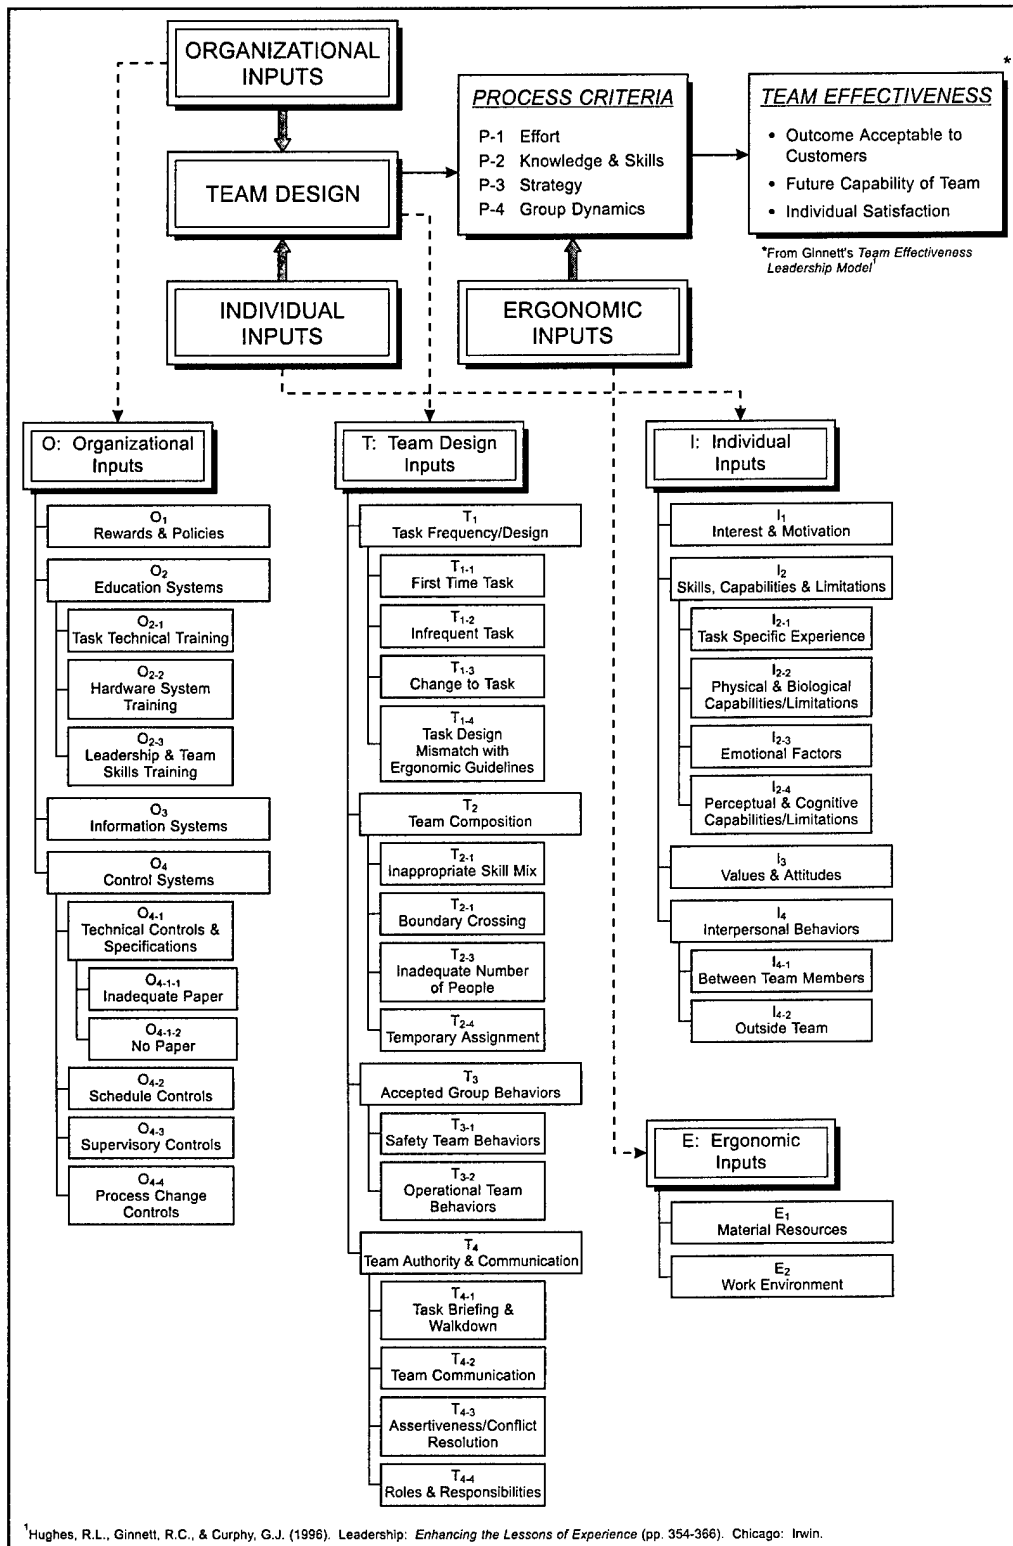 ORGANIZATIONAL
INPUTS
TEAM DESIGN
INDIVIDUAL
INPUTS
PROCESS CRITERIA
P-1 Effort
P-2 Knowledge & Skills
P-3 Strategy
P-4 Group Dynamics
ERGONOMIC
INPUTS
*
TEAM EFFECTIVENESS
• Outcome Acceptable to
Customers
• Future Capability of Team
• Individual Satisfaction
*From Ginnett's Team Effectiveness
Leadership Model1
O: Organizational
Inputs
O1
Rewards & Policies
O2
Education Systems
O2-1
Task Technical Training
O2-2
Hardware System
Training
O2-3
Leadership & Team
Skills Training
O3
Information Systems
O4
Control Systems
O4-1
Technical Controls &
Specifications
O4-1-1
Inadequate Paper
O4-1-2
No Paper
O4-2
Schedule Controls
O4-3
Supervisory Controls
O4-4
Process Change
Controls
T: Team Design
Inputs
T1
Task Frequency/Design
T1-1
First Time Task
T1-2
Infrequent Task
T1-3
Change to Task
T1-4
Task Design
Mismatch with
Ergonomic Guidelines
T2
Team Composition
T2-1
Inappropriate Skill Mix
T2-1
Boundary Crossing
T2-3
Inadequate Number
of People
T2-4
Temporary Assignment
T3
Accepted Group Behaviors
T3-1
Safety Team Behaviors
T3-2
Operational Team
Behaviors
T4
Team Authority & Communication
T4-1
Task Briefing &
Walkdown
T4-2
Team Communication
T4-3
Assertiveness/Conflict
Resolution
T4-4
Roles & Responsibilities
I: Individual
Inputs
I1
Interest & Motivation
I2
Skills, Capabilities & Limitations
I2-1
Task Specific Experience
I2-2
Physical & Biological
Capabilities/Limitations
I2-3
Emotional Factors
I2-4
Perceptual & Cognitive
Capabilities/Limitations
I3
Values & Attitudes
I4
Interpersonal Behaviors
I4-1
Between Team Members
I4-2
Outside Team
E: Ergonomic
Inputs
E1
Material Resources
E2
Work Environment
1Hughes, R.L., Ginnett, R.C., & Curphy, G.J. (1996). Leadership: Enhancing the Lessons of Experience (pp. 354-366). Chicago: Irwin.